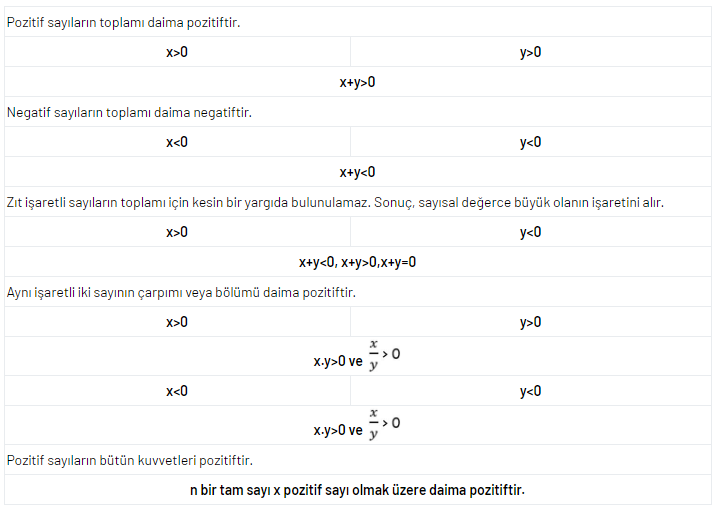 Pozitif sayıların toplamı daima pozitiftir.
x>0 y>0
x+y>0
Negatif sayıların toplamı daima negatiftir.
x<0 y<0
x+y<0
Zıt işaretli sayıların toplamı için kesin bir yargıda bulunulamaz. Sonuç, sayısal değerce büyük olanın işaretini alır.
x>0 y<0
x+y<0, x+y>0,x+y=0
Aynı işaretli iki sayının çarpımı veya bölümü daima pozitiftir.
x>0 y>0
x.y>0 ve x/y > 0
x<0 y<0
x.y>0 ve x/y > 0
Pozitif sayıların bütün kuvvetleri pozitiftir.
n bir tam sayı x pozitif sayı olmak üzere daima pozitiftir.